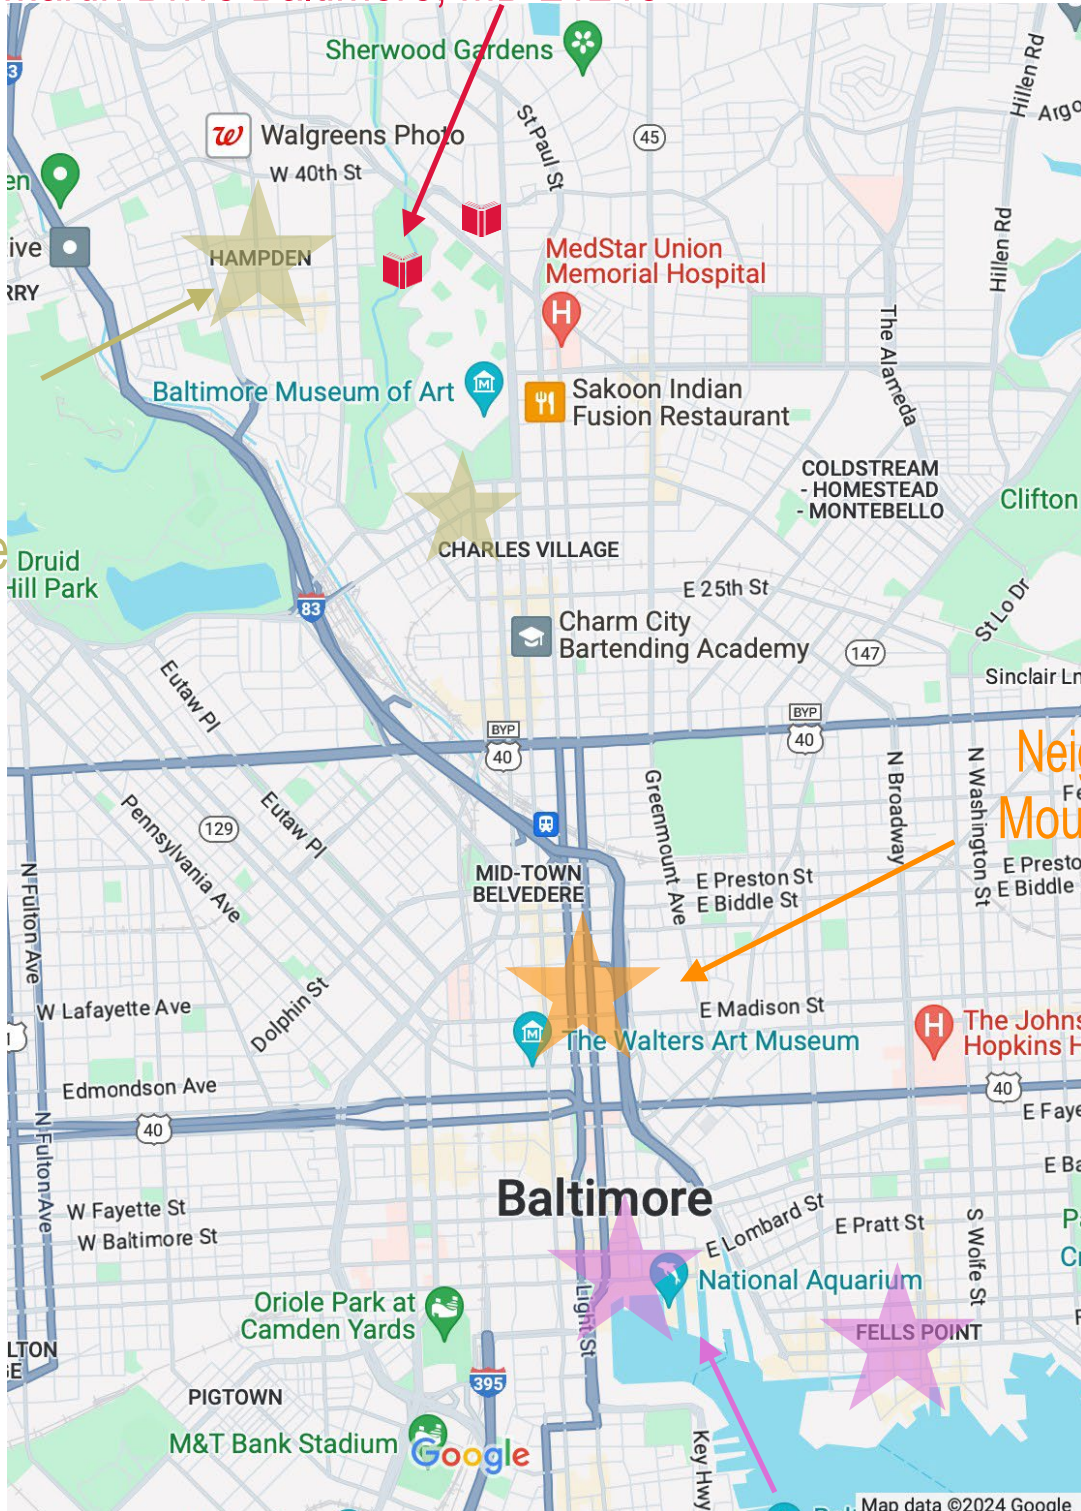 Drive Baltimore, MD 21218
Sherwood Gardens
Hillen Rd
Walgreens Photo
St Paul St
45
W 40th St
HAMPDEN
MedStar Union
Memorial Hospital
Hillen Rd
The Alameda
Baltimore Museum of Art
Sakoon Indian
Fusion Restaurant
COLDSTREAM
- HOMESTEAD
- MONTEBELLO
Clifton
CHARLES VILLAGE
Druid
Hill Park
E 25th St
83
Charm City
Bartending Academy
147
St Lo Dr
Sinclair Ln
Eutaw Pl
BYP
40
BYP
40
Pennsylvania Ave
129
Eutaw Pl
Greenmount Ave
N Broadway
N Washington St
MID-TOWN
BELVEDERE
E Preston St
E Biddle St
E Biddle
N Fulton Ave
W Lafayette Ave
Dolphin St
E Madison St
The Walters Art Museum
The Johns
Hopkins H
Edmondson Ave
40
40
E Faye
N Fulton Ave
W Fayette St
W Baltimore St
Baltimore
E Lombard St
E Pratt St
S Wolfe St
National Aquarium
Oriole Park at
Camden Yards
Light St
FELLS POINT
395
PIGTOWN
M&T Bank Stadium
Google
Key Hwy
Map data ©2024 Google